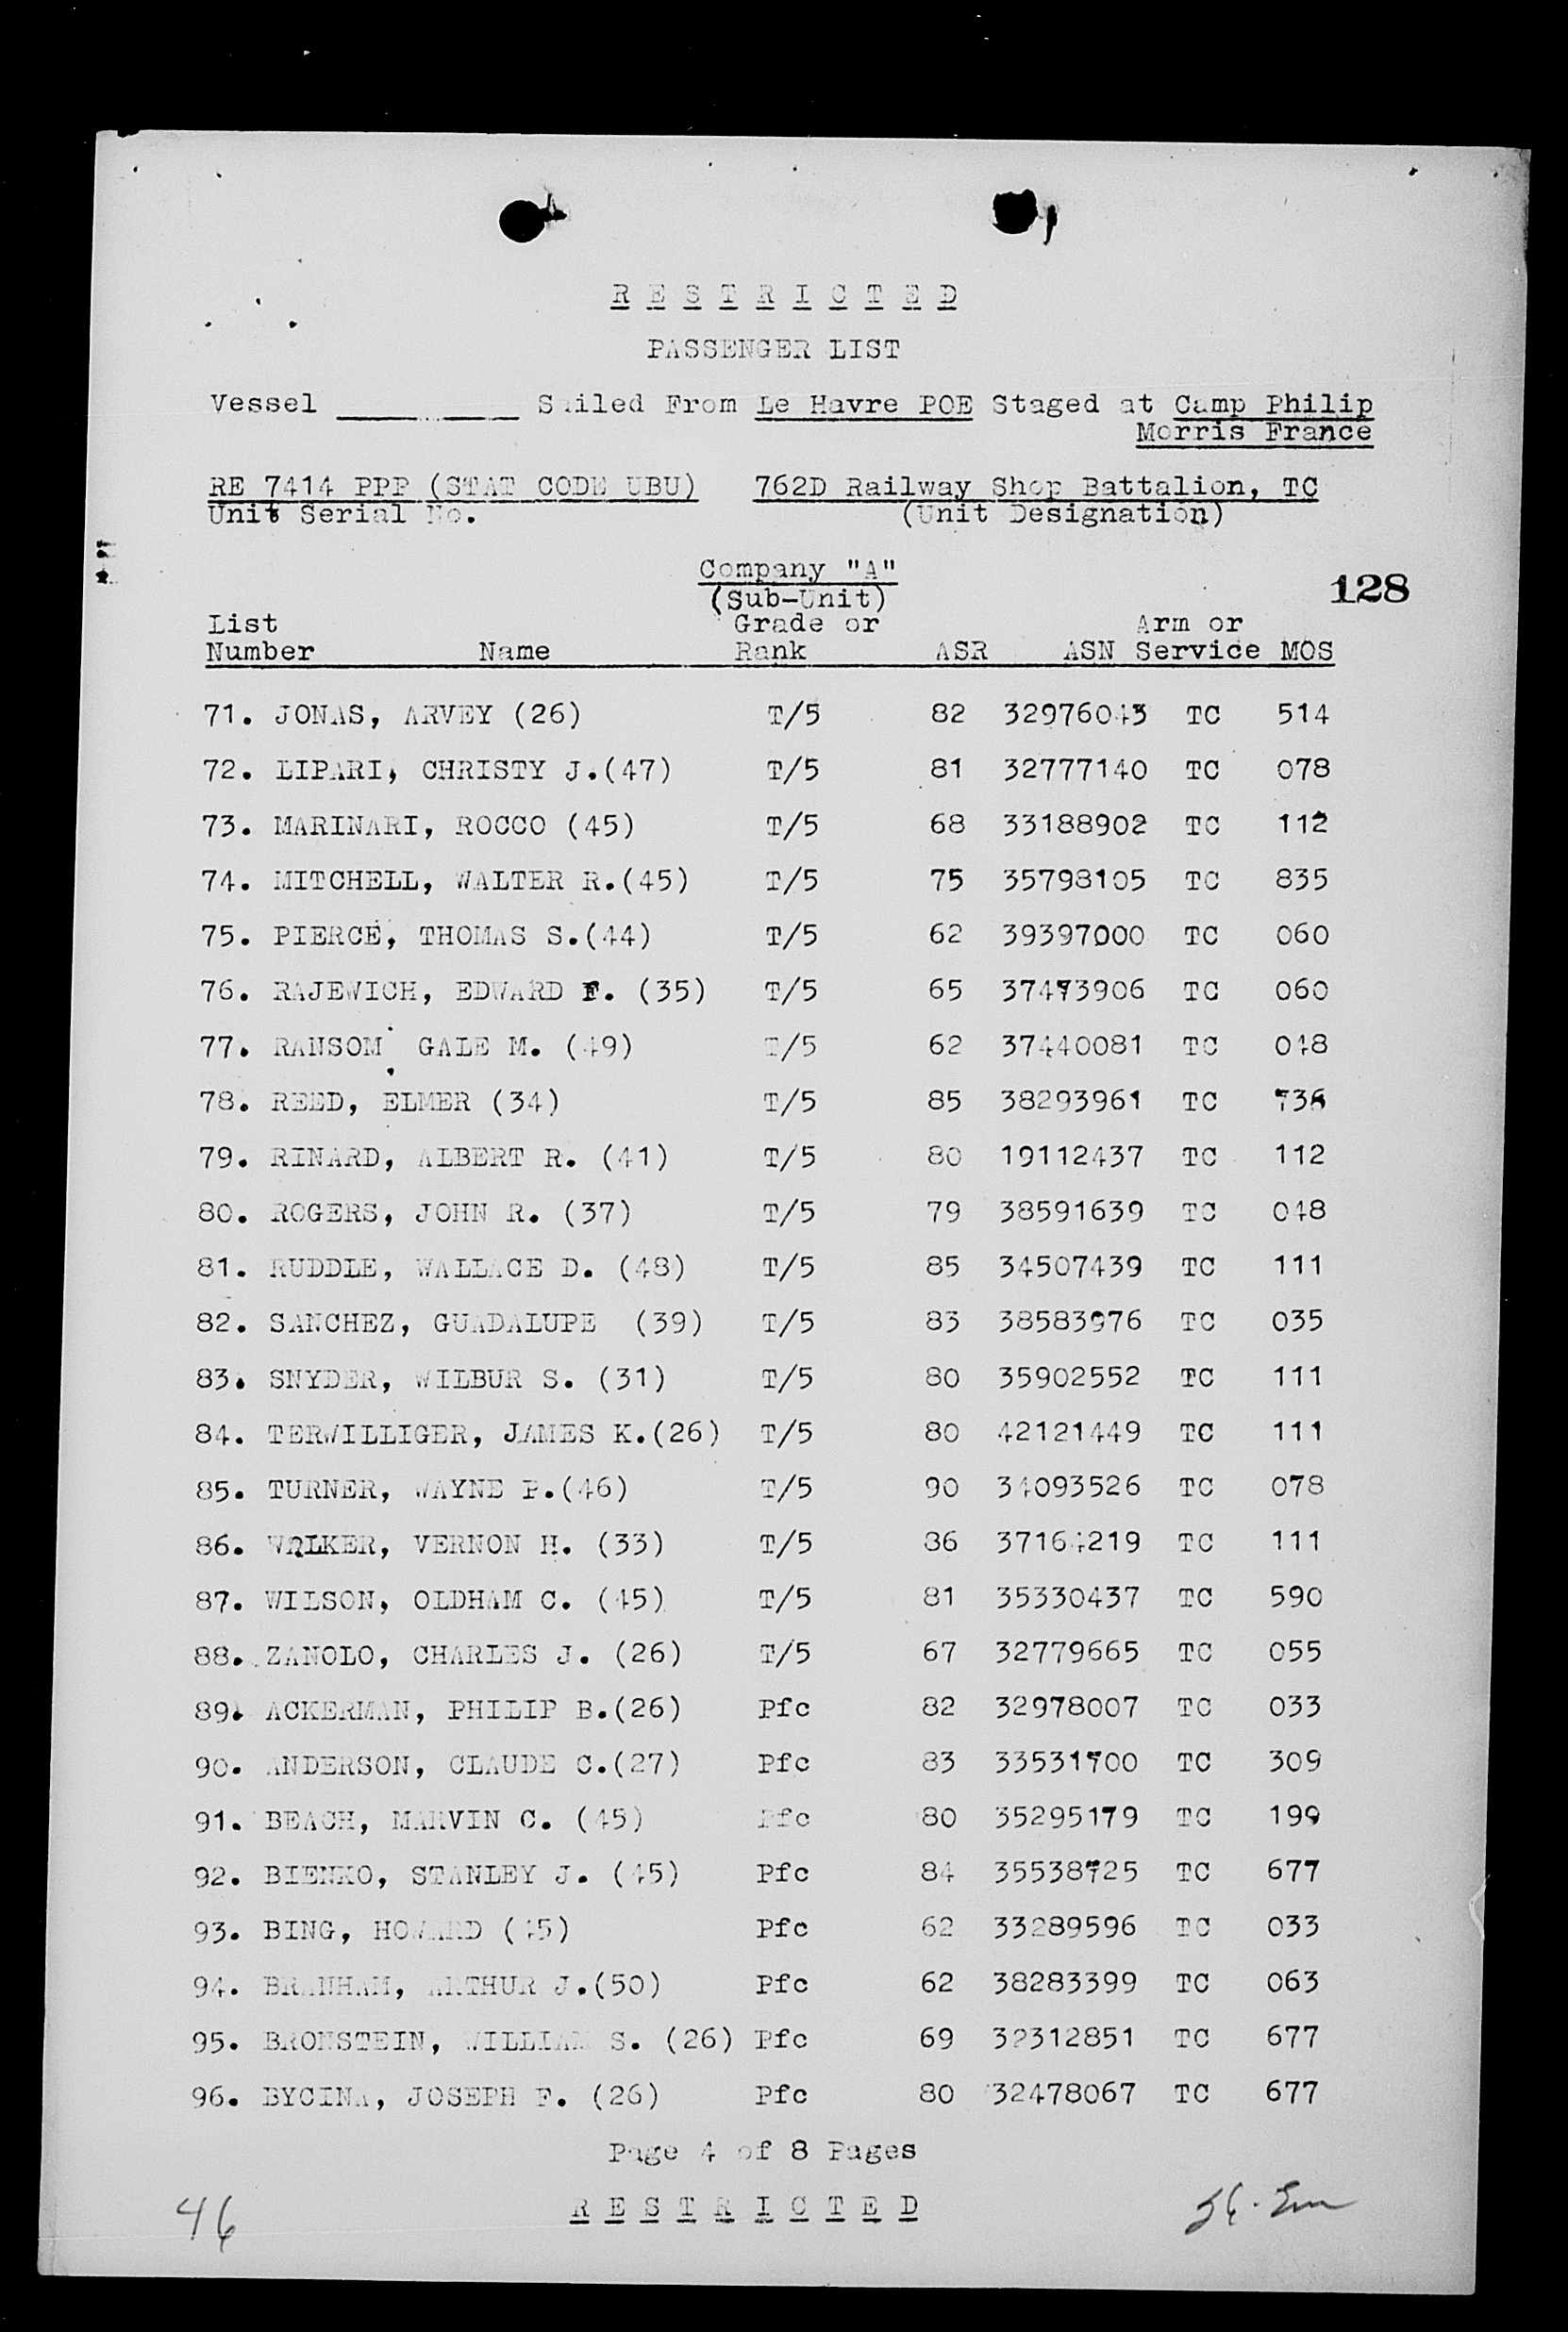 R E S T R I C T E D
PASSENGER LIST
Vessel __________ Sailed From Le Havre POE Staged at Camp Philip
Morris France
RE 7414 PPP (STAT CODE UBU) 762D Railway Shop Battalion, TC
Unit Serial No. (Unit Designation)
Company "A"
(Sub-Unit)
128
List Grade or Arm or
Number Name Rank ASR ASN Service MOS
71. JONAS, ARVEY (26) T/5 82 32976043 TC 514
72. LIPARI, CHRISTY J.(47) T/5 81 32777140 TC 078
73. MARINARI, ROCCO (45) T/5 68 33188902 TC 112
74. MITCHELL, WALTER R.(45) T/5 75 35798105 TC 835
75. PIERCE, THOMAS S.(44) T/5 62 39397000 TC 060
76. RAJEWICH, EDWARD F. (35) T/5 65 37473906 TC 060
77. RANSOM GALE M. (49) T/5 62 37440081 TC 048
78. REED, ELMER (34) T/5 85 38293961 TC 736
79. RINARD, ALBERT R. (41) T/5 80 19112437 TC 112
80. ROGERS, JOHN R. (37) T/5 79 38591639 TC 048
81. RUDDLE, WALLACE D. (48) T/5 85 34507439 TC 111
82. SANCHEZ, GUADALUPE (39) T/5 83 38583976 TC 035
83. SNYDER, WILBUR S. (31) T/5 80 35902552 TC 111
84. TERWILLIGER, JAMES K.(26) T/5 80 42121449 TC 111
85. TURNER, WAYNE P.(46) T/5 90 34093526 TC 078
86. WALKER, VERNON H. (33) T/5 86 37164219 TC 111
87. WILSON, OLDHAM C. (45) T/5 81 35330437 TC 590
88. ZANOLO, CHARLES J. (26) T/5 67 32779665 TC 055
89. ACKERMAN, PHILIP B.(26) Pfc 82 32978007 TC 033
90. ANDERSON, CLAUDE C.(27) Pfc 83 33531700 TC 309
91. BEACH, MARVIN C. (45) Pfc 80 35295179 TC 199
92. BIENKO, STANLEY J. (45) Pfc 84 35538725 TC 677
93. BING, HOWARD (45) Pfc 62 33289596 TC 033
94. BRANHAM, ARTHUR J.(50) Pfc 62 38283399 TC 063
95. BRONSTEIN, WILLIAM S. (26) Pfc 69 32312851 TC 677
96. BYCINA, JOSEPH F. (26) Pfc 80 32478067 TC 677
Page 4 of 8 Pages
R E S T R I C T E D
46